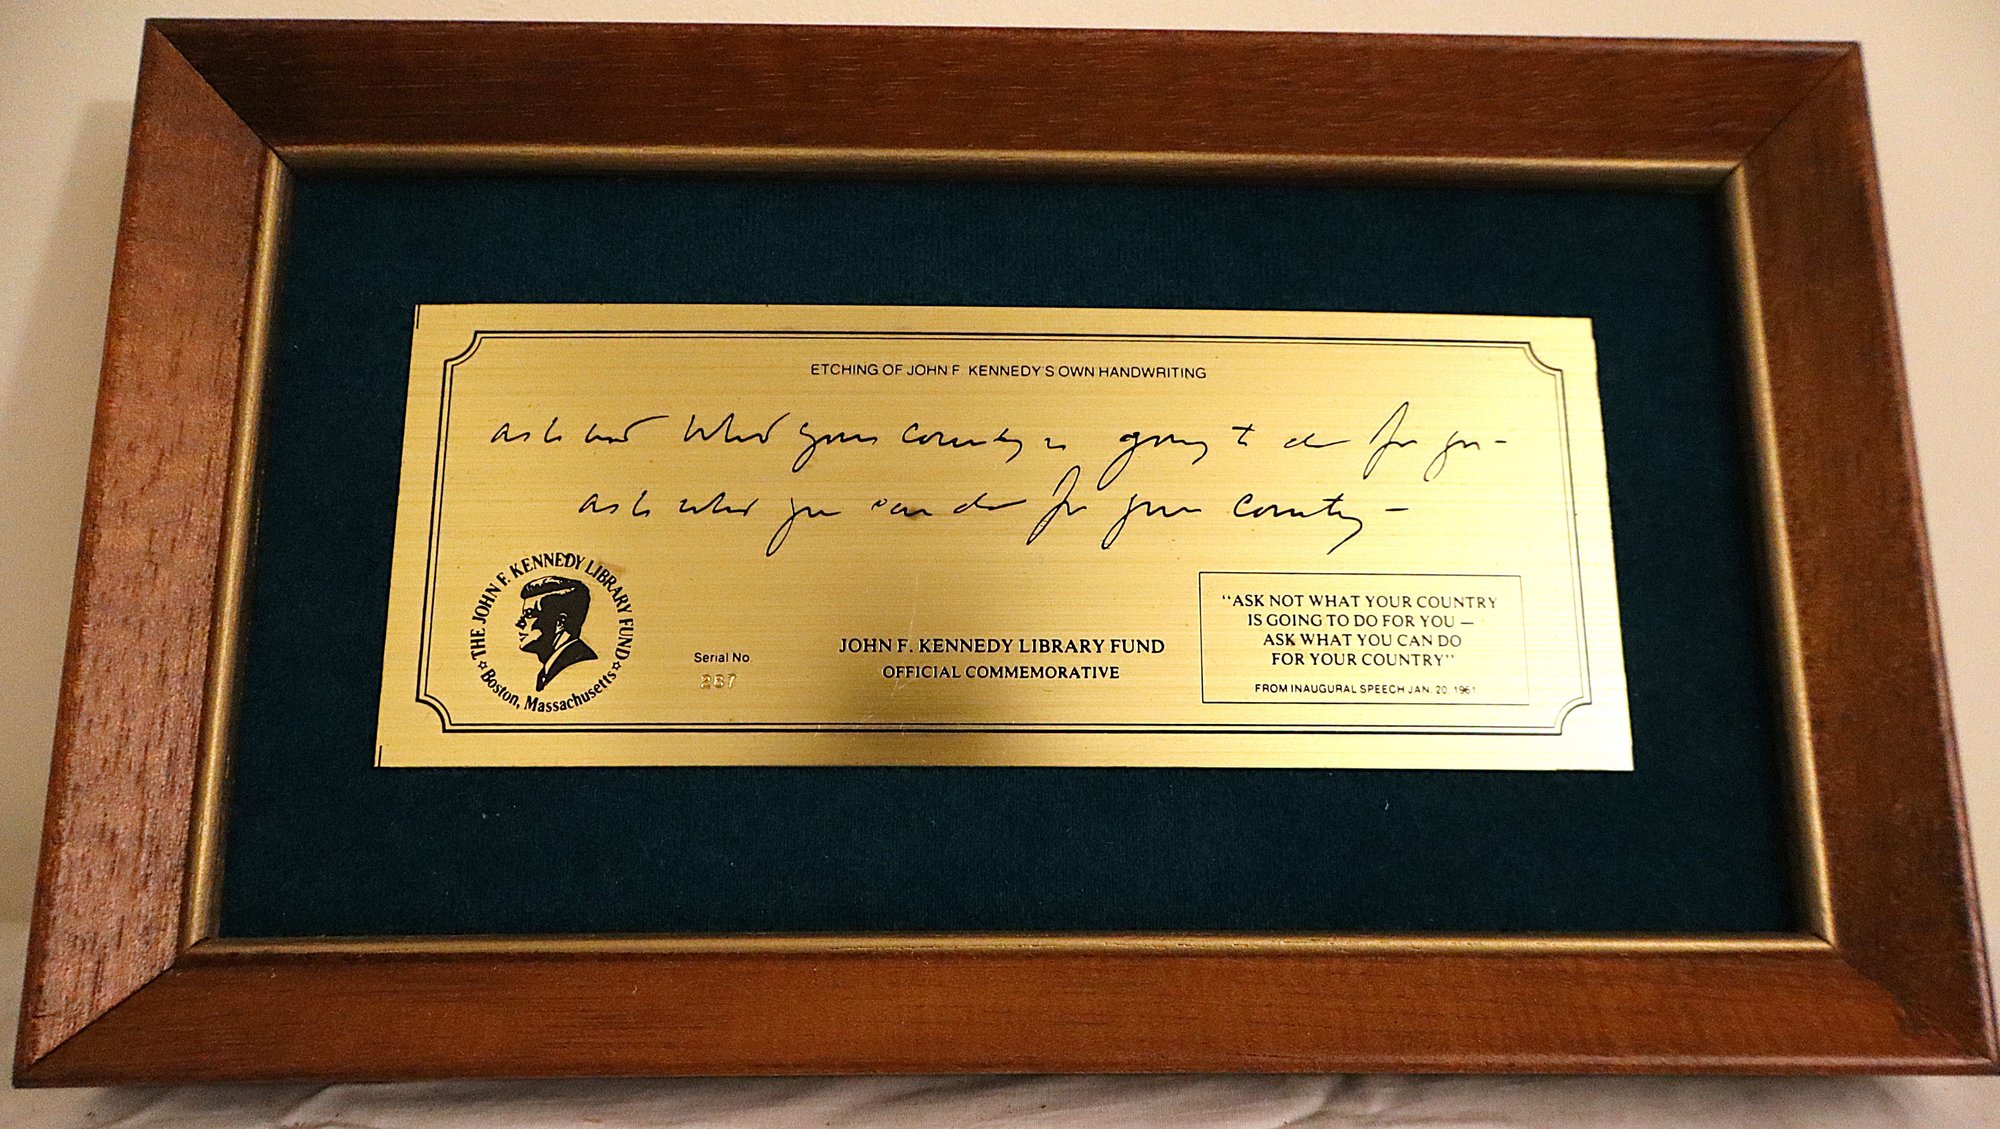 ETCHING OF JOHN F. KENNEDY'S OWN HANDWRITING
ask not what your country is going to do for you -
ask what you can do for your country -
THE JOHN F. KENNEDY LIBRARY FUND
☆ Boston, Massachusetts ☆
Serial No.
287
JOHN F. KENNEDY LIBRARY FUND
OFFICIAL COMMEMORATIVE
"ASK NOT WHAT YOUR COUNTRY
IS GOING TO DO FOR YOU —
ASK WHAT YOU CAN DO
FOR YOUR COUNTRY"
FROM INAUGURAL SPEECH JAN. 20, 1961